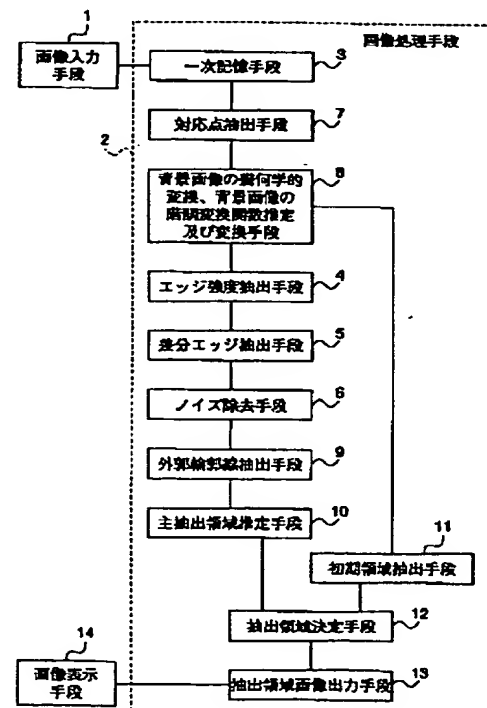 画像処理手段
1
画像入力
手段
3
一次記憶手段
7
対応点抽出手段
2
8
背景画像の幾何学的
変換、背景画像の
階調変換関数推定
及び変換手段
4
エッジ強度抽出手段
5
差分エッジ抽出手段
6
ノイズ除去手段
9
外郭輪郭線抽出手段
10
主抽出領域推定手段
11
初期領域抽出手段
12
抽出領域決定手段
14
画像表示
手段
13
抽出領域画像出力手段